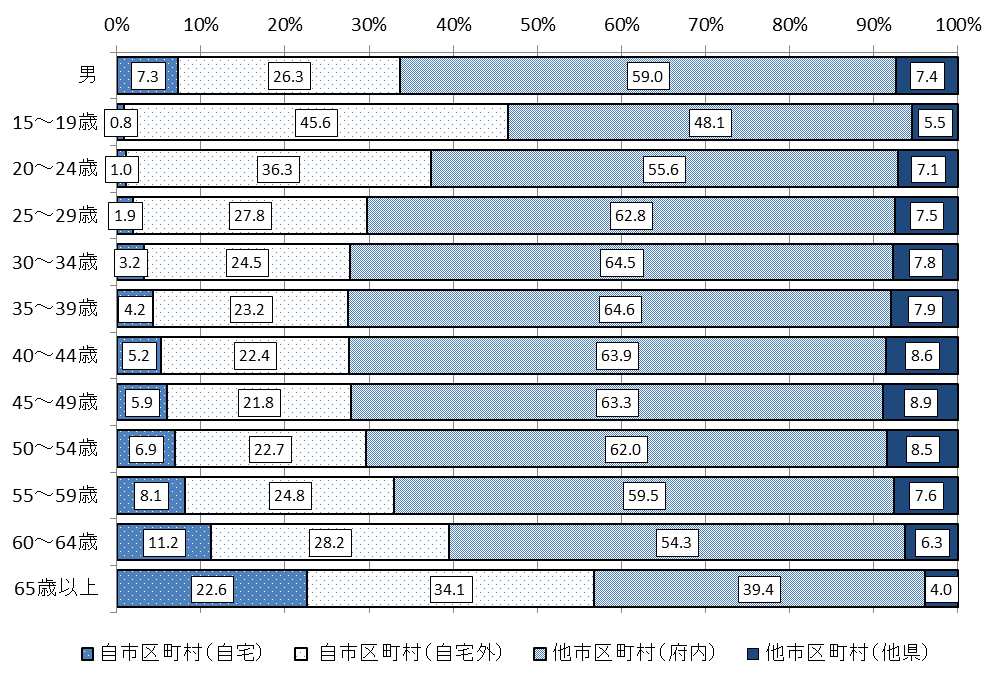 0% 10% 20% 30% 40% 50% 60% 70% 80% 90% 100%
男 7.3 26.3 59.0 7.4
15～19歳 0.8 45.6 48.1 5.5
20～24歳 1.0 36.3 55.6 7.1
25～29歳 1.9 27.8 62.8 7.5
30～34歳 3.2 24.5 64.5 7.8
35～39歳 4.2 23.2 64.6 7.9
40～44歳 5.2 22.4 63.9 8.6
45～49歳 5.9 21.8 63.3 8.9
50～54歳 6.9 22.7 62.0 8.5
55～59歳 8.1 24.8 59.5 7.6
60～64歳 11.2 28.2 54.3 6.3
65歳以上 22.6 34.1 39.4 4.0
自市区町村（自宅） 自市区町村（自宅外） 他市区町村（府内） 他市区町村（他県）